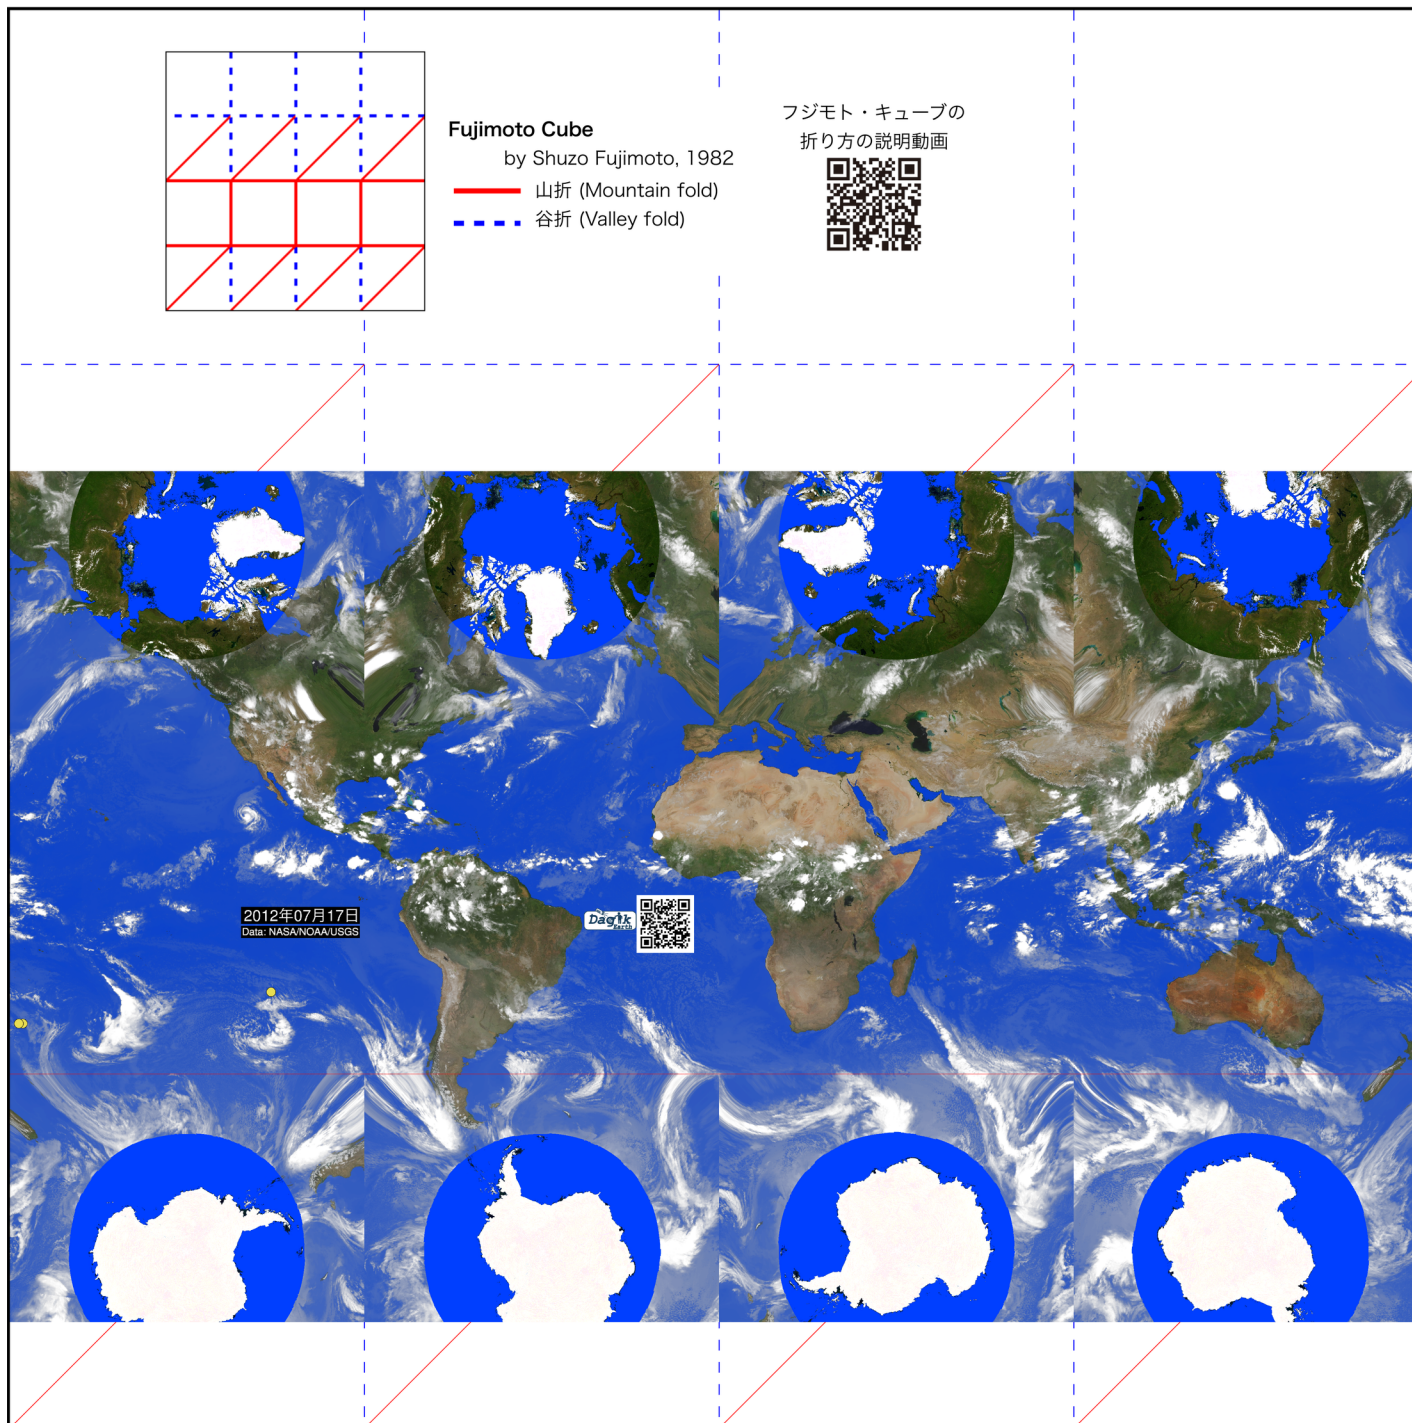 Fujimoto Cube
by Shuzo Fujimoto, 1982
山折 (Mountain fold)
谷折 (Valley fold)
フジモト・キューブの
折り方の説明動画
2012年07月17日
Data: NASA/NOAA/USGS
Dagik
Earth